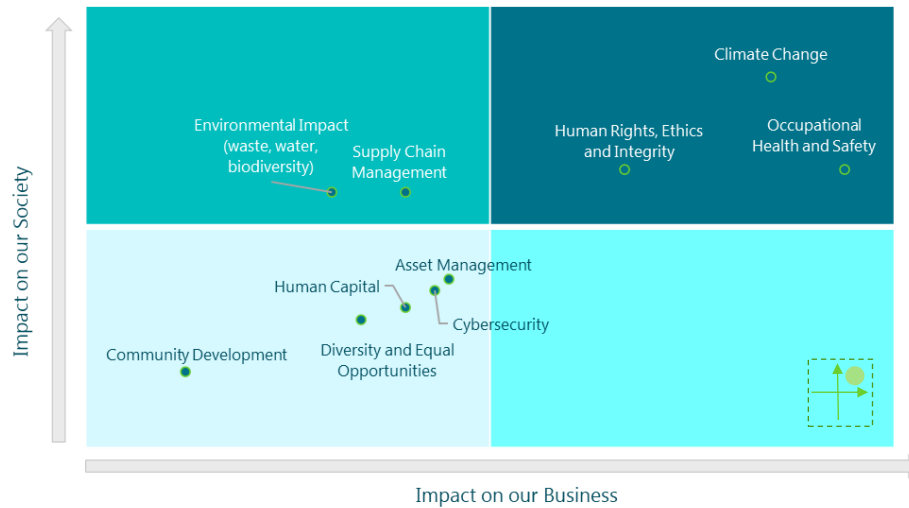 Climate Change
Environmental Impact
(waste, water,
biodiversity)
Supply Chain
Management
Human Rights, Ethics
and Integrity
Occupational
Health and Safety
Impact on our Society
Asset Management
Human Capital
Cybersecurity
Community Development
Diversity and Equal
Opportunities
Impact on our Business